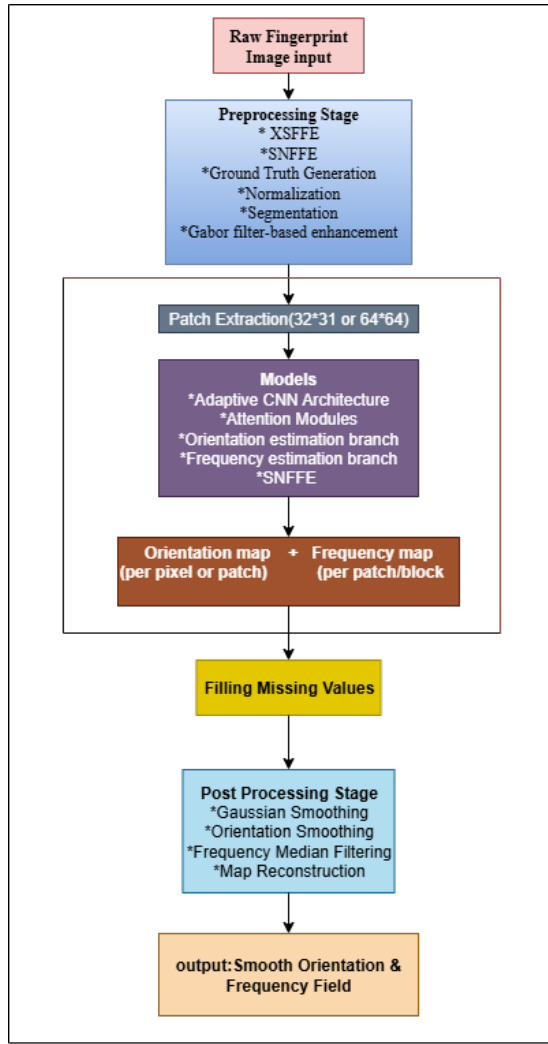 Raw Fingerprint
Image input
Preprocessing Stage
* XSFFE
*SNFFE
*Ground Truth Generation
*Normalization
*Segmentation
*Gabor filter-based enhancement
Patch Extraction(32*31 or 64*64)
Models
*Adaptive CNN Architecture
*Attention Modules
*Orientation estimation branch
*Frequency estimation branch
*SNFFE
Orientation map + Frequency map
(per pixel or patch) (per patch/block
Filling Missing Values
Post Processing Stage
*Gaussian Smoothing
*Orientation Smoothing
*Frequency Median Filtering
*Map Reconstruction
output:Smooth Orientation &
Frequency Field